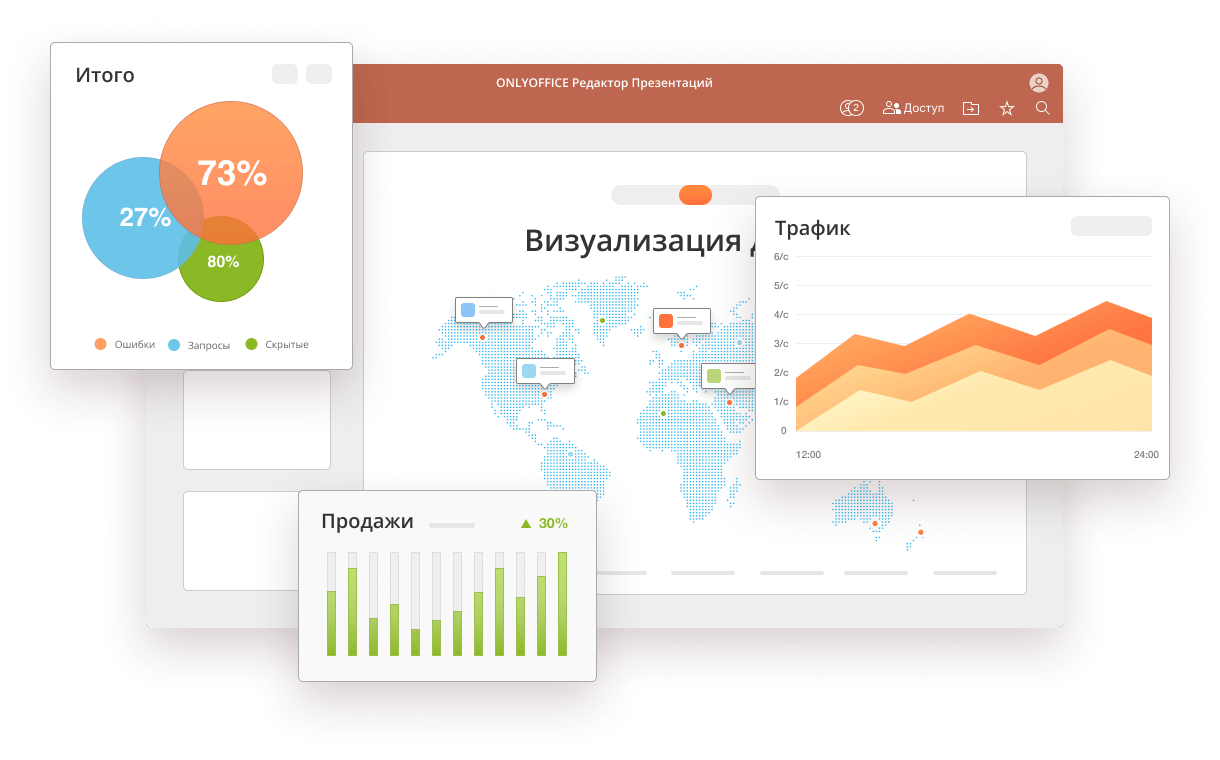 Итого
73%
27%
80%
Ошибки
Запросы
Скрытые
ONLYOFFICE Редактор Презентаций
2
Доступ
Визуализация
Трафик
6/c
5/c
4/c
3/c
2/c
1/c
0
12:00
24:00
Продажи
30%